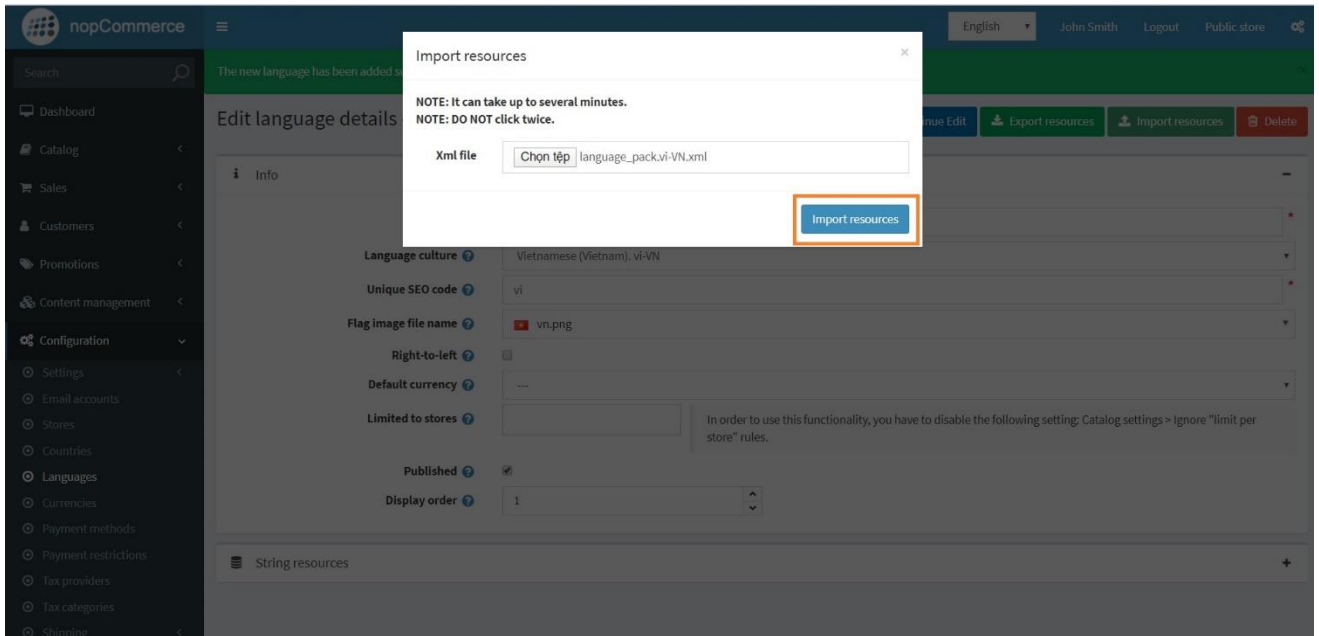 nopCommerce
English
John Smith
Logout
Public store
Search
The new language has been added s
Import resources
×
NOTE: It can take up to several minutes.
NOTE: DO NOT click twice.
Xml file
Chọn tệp language_pack.vi-VN.xml
Import resources
Edit language details
nue Edit
Export resources
Import resources
Delete
Dashboard
Catalog
Sales
Customers
Promotions
Content management
Configuration
Settings
Email accounts
Stores
Countries
Languages
Currencies
Payment methods
Payment restrictions
Tax providers
Tax categories
Shipping
Info
*
Language culture
Vietnamese (Vietnam). vi-VN
Unique SEO code
vi
*
Flag image file name
vn.png
Right-to-left
Default currency
---
Limited to stores
In order to use this functionality, you have to disable the following setting: Catalog settings > Ignore "limit per
store" rules.
Published
Display order
1
String resources